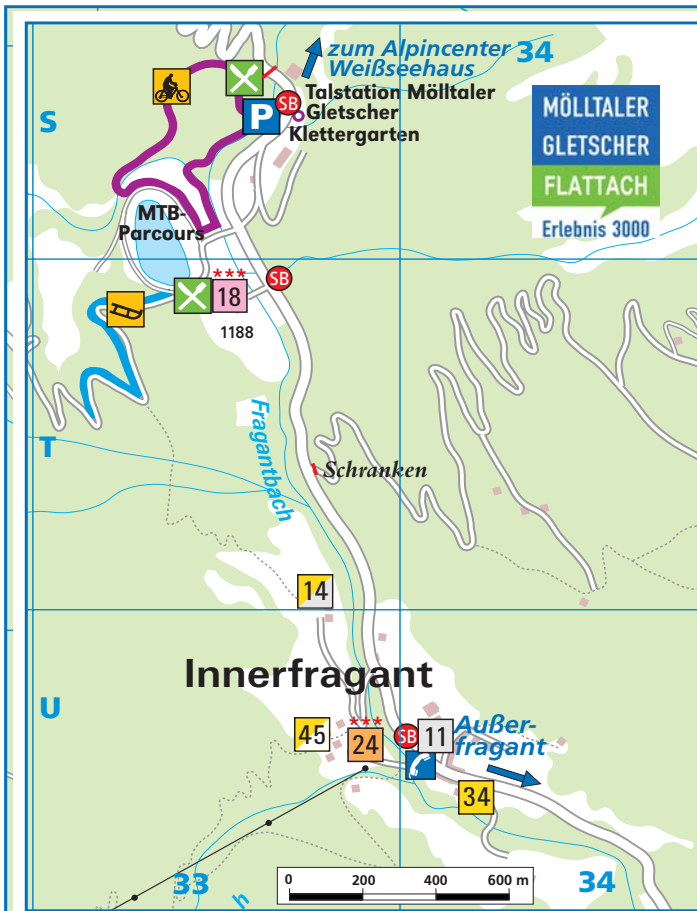 zum Alpincenter
Weißseehaus
34
Talstation Mölltaler
Gletscher
Klettergarten
SB
P
S
MÖLLTALER
GLETSCHER
FLATTACH
Erlebnis 3000
MTB-
Parcours
***
18
SB
1188
T
Fragantbach
Schranken
14
Innerfragant
U
45
***
24
SB
11
Außer-
fragant
34
33
h
0 200 400 600 m
34